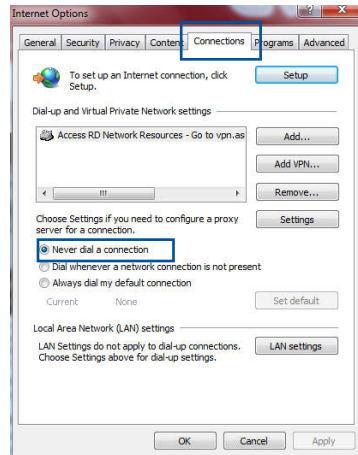 Internet Options
General Security Privacy Content Connections Programs Advanced
To set up an Internet connection, click
Setup.
Setup
Dial-up and Virtual Private Network settings
Access RD Network Resources - Go to vpn.as
Add...
Add VPN...
Remove...
Choose Settings if you need to configure a proxy
server for a connection.
Settings
Never dial a connection
Dial whenever a network connection is not present
Always dial my default connection
Current None
Set default
Local Area Network (LAN) settings
LAN Settings do not apply to dial-up connections.
Choose Settings above for dial-up settings.
LAN settings
OK Cancel Apply